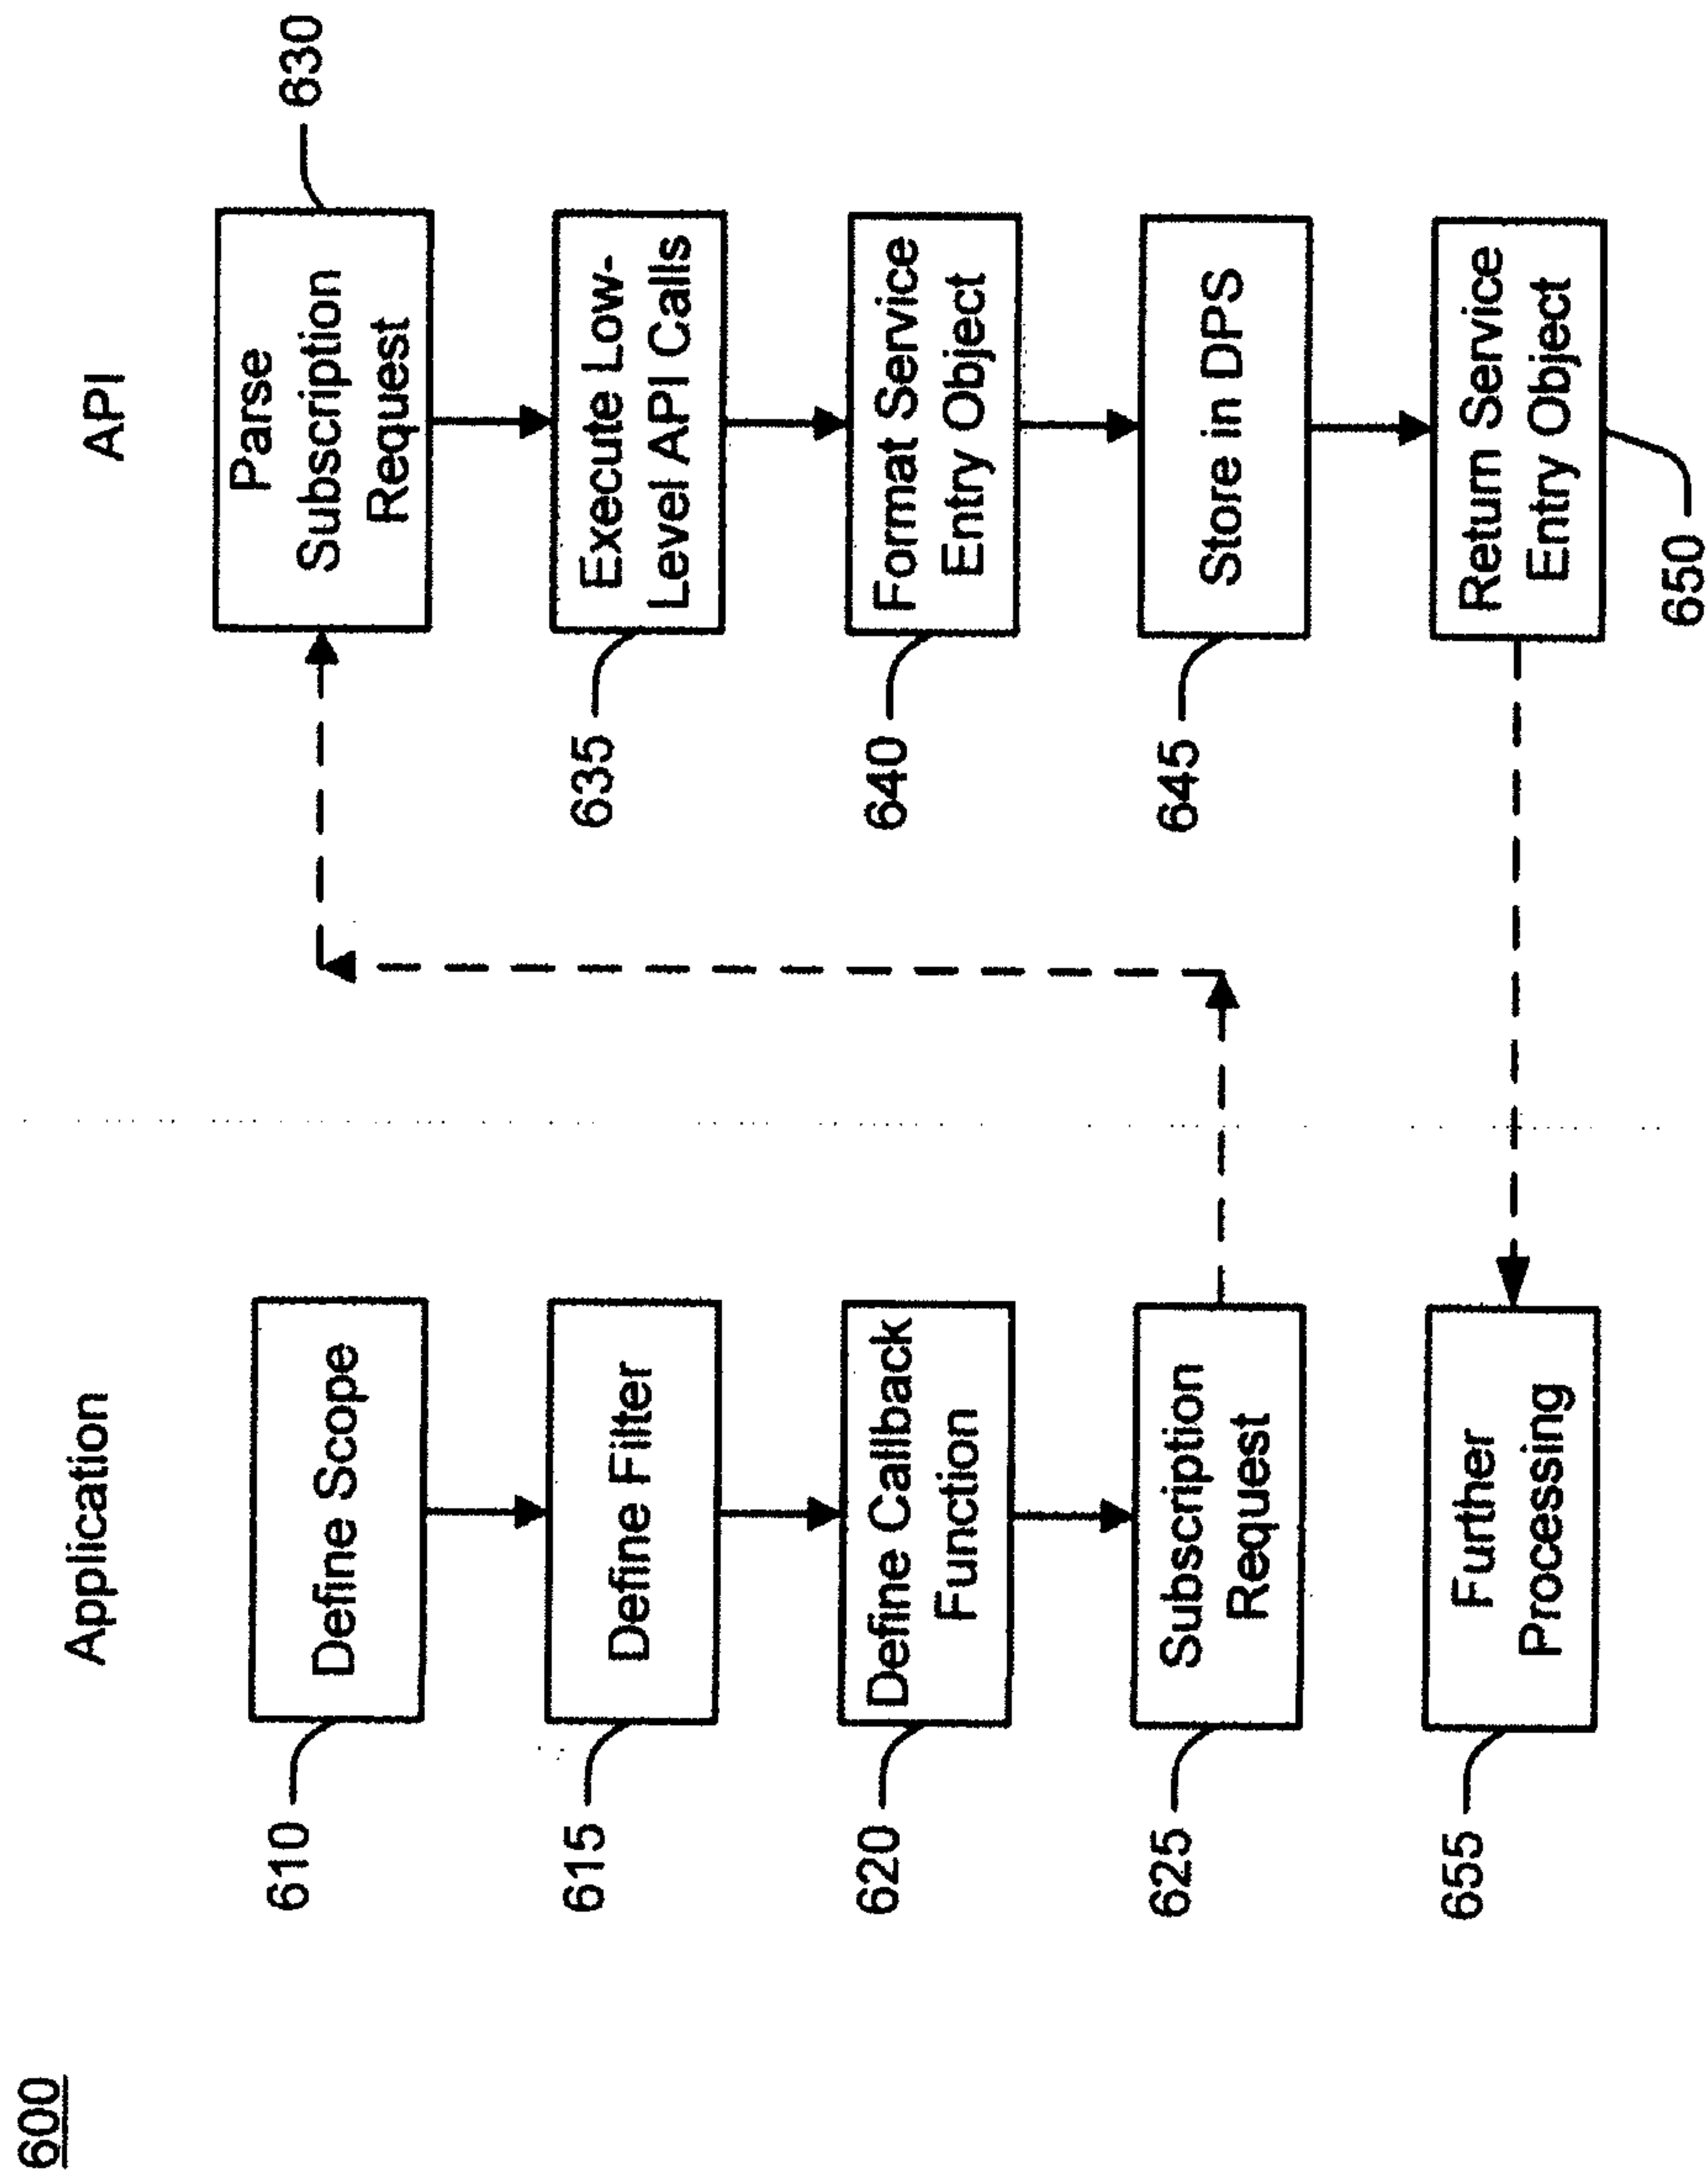 600
Application
610
Define Scope
615
Define Filter
620
Define Callback
Function
625
Subscription
Request
655
Further
Processing
API
630
Parse
Subscription
Request
635
Execute Low-
Level API Calls
640
Format Service
Entry Object
645
Store in DPS
650
Return Service
Entry Object